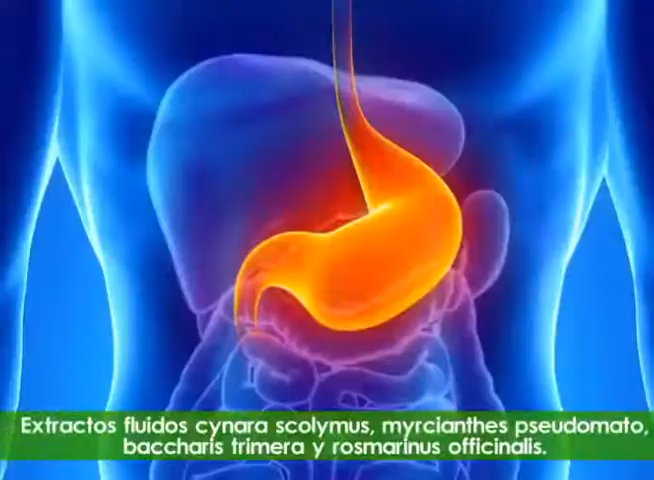 Extractos fluidos cynara scolymus, myrcianthes pseudomato,
baccharis trimera y rosmarinus officinalis.